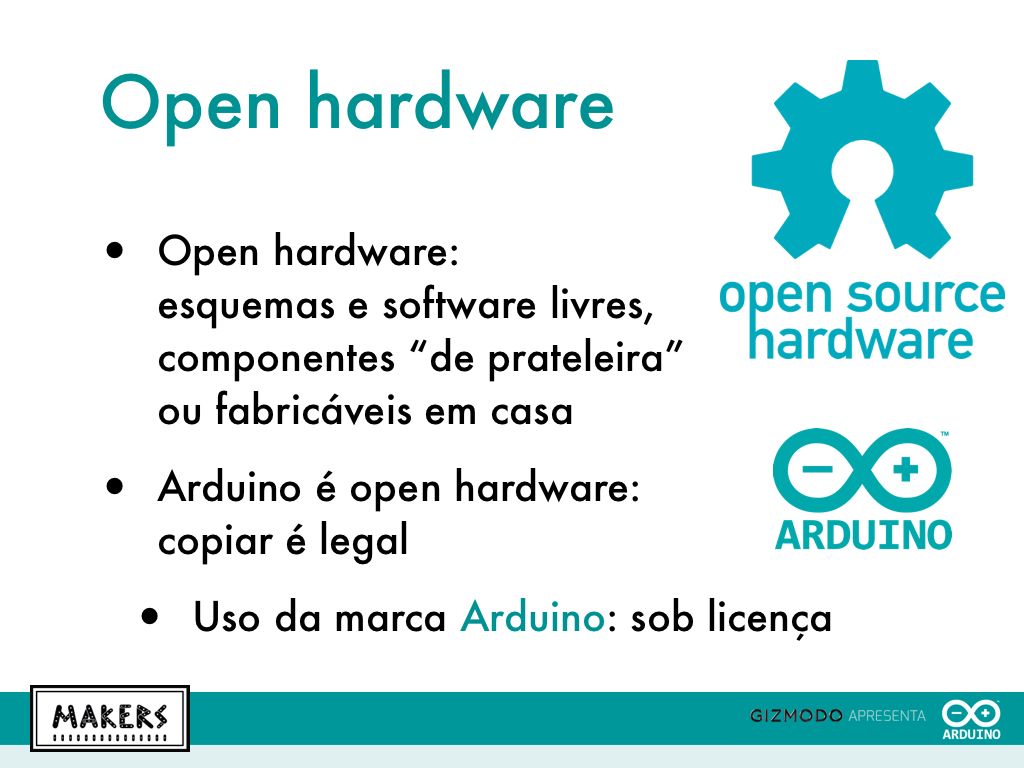 Open hardware
• Open hardware:
esquemas e software livres,
componentes “de prateleira”
ou fabricáveis em casa
• Arduino é open hardware:
copiar é legal
• Uso da marca Arduino: sob licença
open source
hardware
™
ARDUINO
MAKERS
GIZMODO APRESENTA
ARDUINO